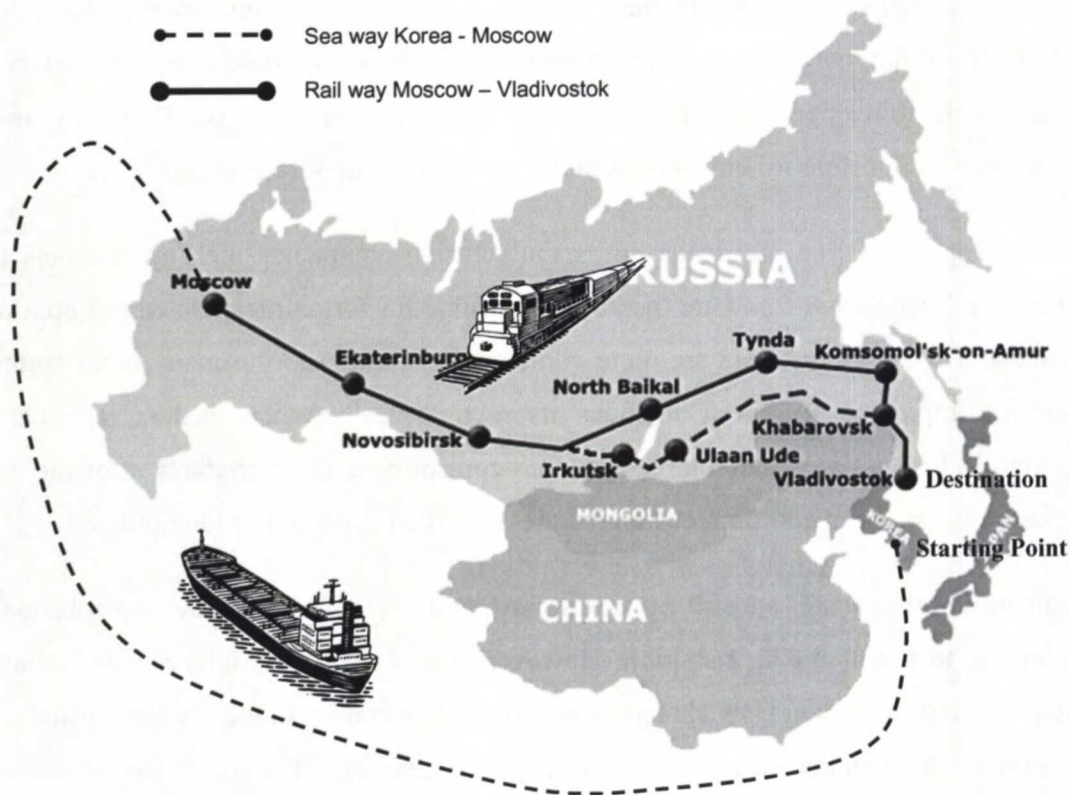 Sea way Korea - Moscow
Rail way Moscow – Vladivostok
RUSSIA
Moscow
Tynda
Komsomol'sk-on-Amur
Ekaterinburg
North Baikal
Khabarovsk
Novosibirsk
Ulaan Ude
Irkutsk
Vladivostok
Destination
MONGOLIA
KOREA
JAPAN
Starting Point
CHINA